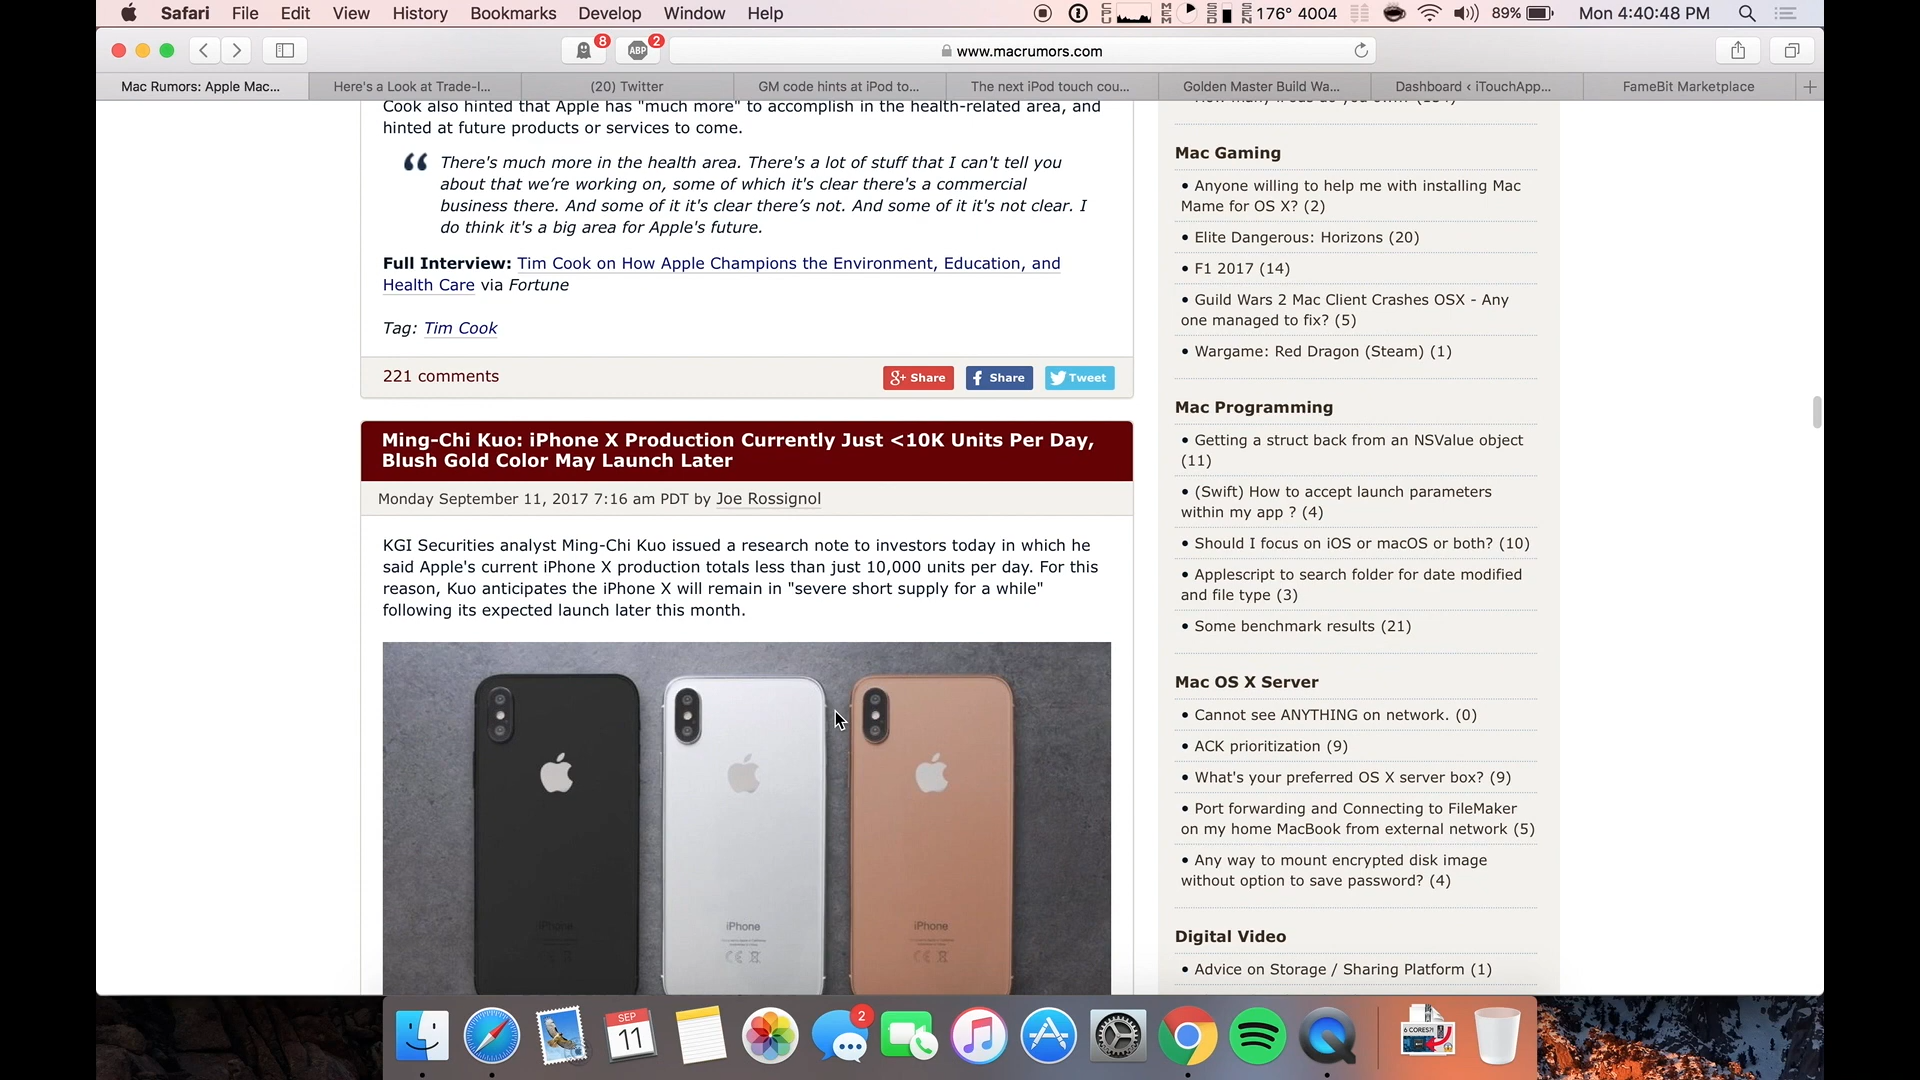 Safari File Edit View History Bookmarks Develop Window Help
176° 4004 89% Mon 4:40:48 PM
8 ABP 2 www.macrumors.com
Mac Rumors: Apple Mac...
Here's a Look at Trade-I...
(20) Twitter
GM code hints at iPod to...
The next iPod touch cou...
Golden Master Build Wa...
Dashboard ‹ iTouchApp...
FameBit Marketplace
Cook also hinted that Apple has "much more" to accomplish in the health-related area, and
hinted at future products or services to come.
There's much more in the health area. There's a lot of stuff that I can't tell you
about that we’re working on, some of which it's clear there's a commercial
business there. And some of it it's clear there’s not. And some of it it's not clear. I
do think it's a big area for Apple's future.
Full Interview: Tim Cook on How Apple Champions the Environment, Education, and
Health Care via Fortune
Tag: Tim Cook
221 comments
g+ Share
f Share
Tweet
Ming-Chi Kuo: iPhone X Production Currently Just <10K Units Per Day,
Blush Gold Color May Launch Later
Monday September 11, 2017 7:16 am PDT by Joe Rossignol
KGI Securities analyst Ming-Chi Kuo issued a research note to investors today in which he
said Apple's current iPhone X production totals less than just 10,000 units per day. For this
reason, Kuo anticipates the iPhone X will remain in "severe short supply for a while"
following its expected launch later this month.
iPhone
iPhone
iPhone
Mac Gaming
• Anyone willing to help me with installing Mac
Mame for OS X? (2)
• Elite Dangerous: Horizons (20)
• F1 2017 (14)
• Guild Wars 2 Mac Client Crashes OSX - Any
one managed to fix? (5)
• Wargame: Red Dragon (Steam) (1)
Mac Programming
• Getting a struct back from an NSValue object
(11)
• (Swift) How to accept launch parameters
within my app ? (4)
• Should I focus on iOS or macOS or both? (10)
• Applescript to search folder for date modified
and file type (3)
• Some benchmark results (21)
Mac OS X Server
• Cannot see ANYTHING on network. (0)
• ACK prioritization (9)
• What's your preferred OS X server box? (9)
• Port forwarding and Connecting to FileMaker
on my home MacBook from external network (5)
• Any way to mount encrypted disk image
without option to save password? (4)
Digital Video
• Advice on Storage / Sharing Platform (1)
SEP
11
2
6 CORES?!